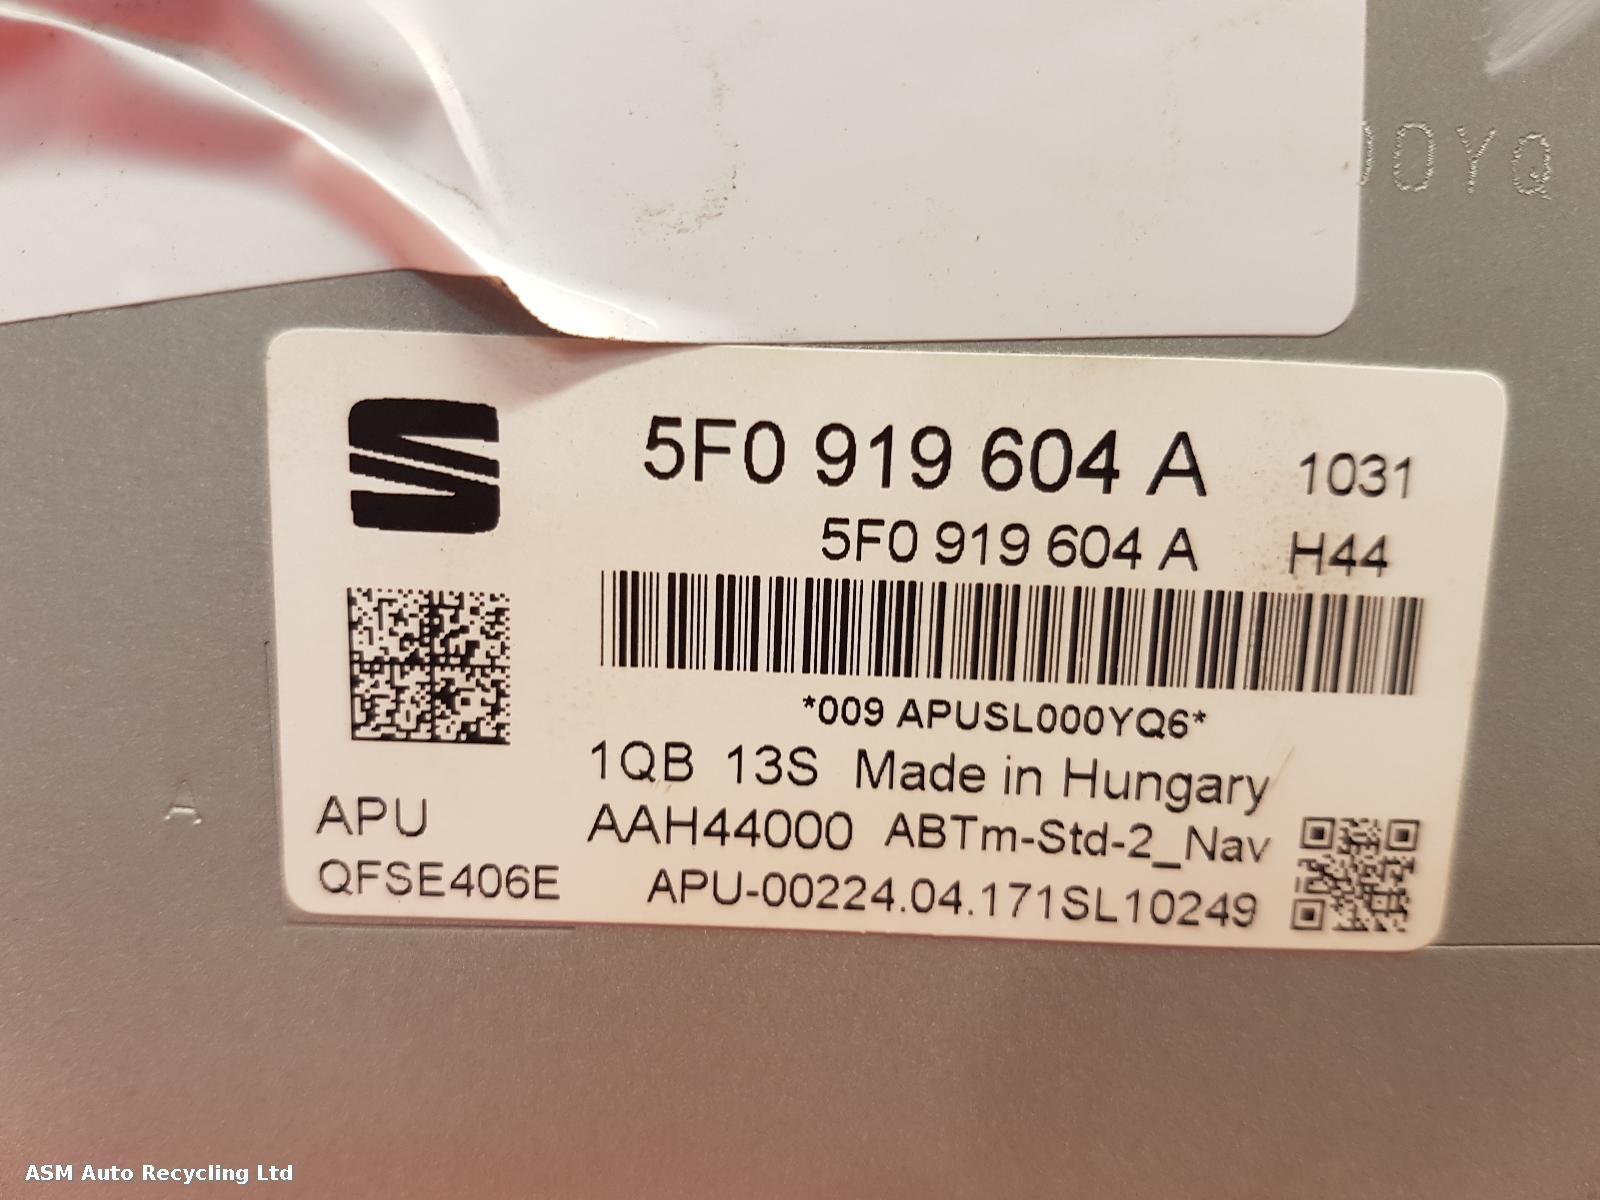 0YQ
5F0 919 604 A 1031
5F0 919 604 A H44
*009 APUSL000YQ6*
1QB 13S Made in Hungary
APU AAH44000 ABTm-Std-2_Nav
QFSE406E APU-00224.04.171SL10249
A
ASM Auto Recycling Ltd